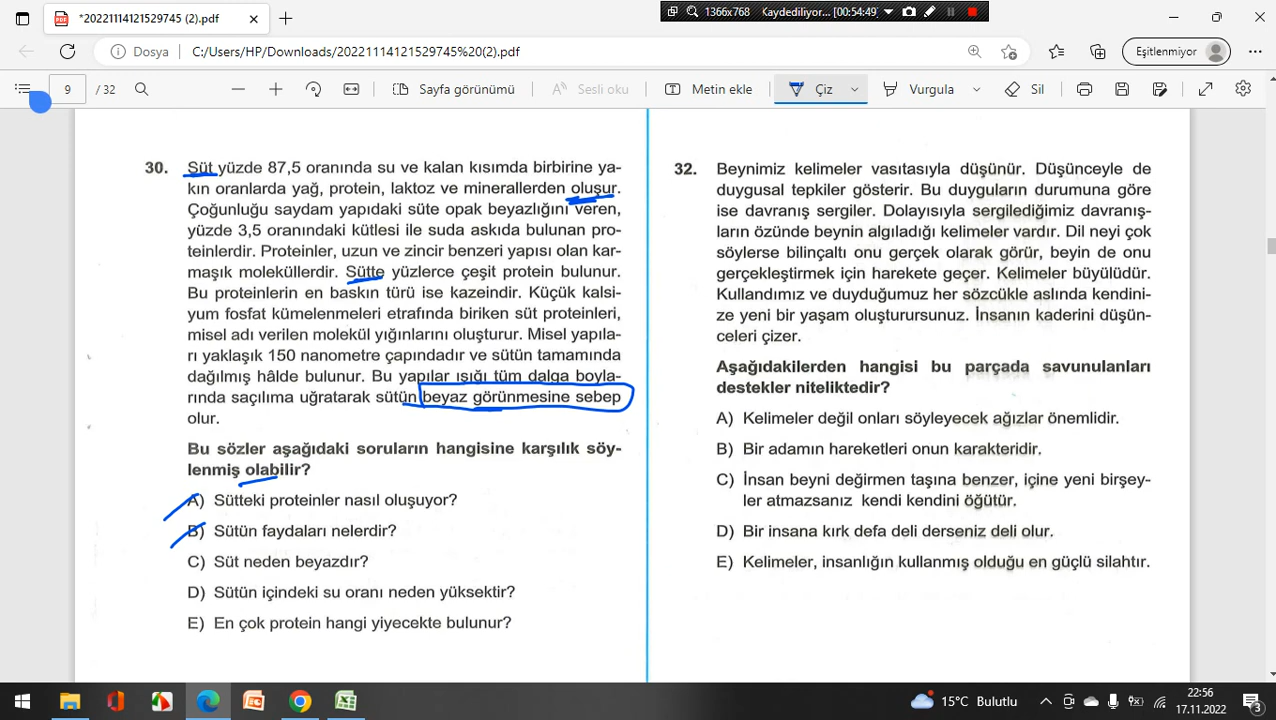 *20221114121529745 (2).pdf
1366x768 Kaydediliyor... [00:54:49]
Dosya C:/Users/HP/Downloads/20221114121529745%20(2).pdf
Eşitlenmiyor
9 / 32
Sayfa görünümü
Sesli oku
Metin ekle
Çiz
Vurgula
Sil
30. Süt yüzde 87,5 oranında su ve kalan kısımda birbirine ya-
kın oranlarda yağ, protein, laktoz ve minerallerden oluşur.
Çoğunluğu saydam yapıdaki süte opak beyazlığını veren,
yüzde 3,5 oranındaki kütlesi ile suda askıda bulunan pro-
teinlerdir. Proteinler, uzun ve zincir benzeri yapısı olan kar-
maşık moleküllerdir. Sütte yüzlerce çeşit protein bulunur.
Bu proteinlerin en baskın türü ise kazeindir. Küçük kalsi-
yum fosfat kümelenmeleri etrafında biriken süt proteinleri,
misel adı verilen molekül yığınlarını oluşturur. Misel yapıla-
rı yaklaşık 150 nanometre çapındadır ve sütün tamamında
dağılmış hâlde bulunur. Bu yapılar ışığı tüm dalga boyla-
rında saçılıma uğratarak sütün beyaz görünmesine sebep
olur.
Bu sözler aşağıdaki soruların hangisine karşılık söy-
lenmiş olabilir?
A) Sütteki proteinler nasıl oluşuyor?
B) Sütün faydaları nelerdir?
C) Süt neden beyazdır?
D) Sütün içindeki su oranı neden yüksektir?
E) En çok protein hangi yiyecekte bulunur?
32. Beynimiz kelimeler vasıtasıyla düşünür. Düşünceyle de
duygusal tepkiler gösterir. Bu duyguların durumuna göre
ise davranış sergiler. Dolayısıyla sergilediğimiz davranış-
ların özünde beynin algıladığı kelimeler vardır. Dil neyi çok
söylerse bilinçaltı onu gerçek olarak görür, beyin de onu
gerçekleştirmek için harekete geçer. Kelimeler büyülüdür.
Kullandımız ve duyduğumuz her sözcükle aslında kendini-
ze yeni bir yaşam oluşturursunuz. İnsanın kaderini düşün-
celeri çizer.
Aşağıdakilerden hangisi bu parçada savunulanları
destekler niteliktedir?
A) Kelimeler değil onları söyleyecek ağızlar önemlidir.
B) Bir adamın hareketleri onun karakteridir.
C) İnsan beyni değirmen taşına benzer, içine yeni birşey-
ler atmazsanız kendi kendini öğütür.
D) Bir insana kırk defa deli derseniz deli olur.
E) Kelimeler, insanlığın kullanmış olduğu en güçlü silahtır.
15°C Bulutlu
22:56
17.11.2022
3